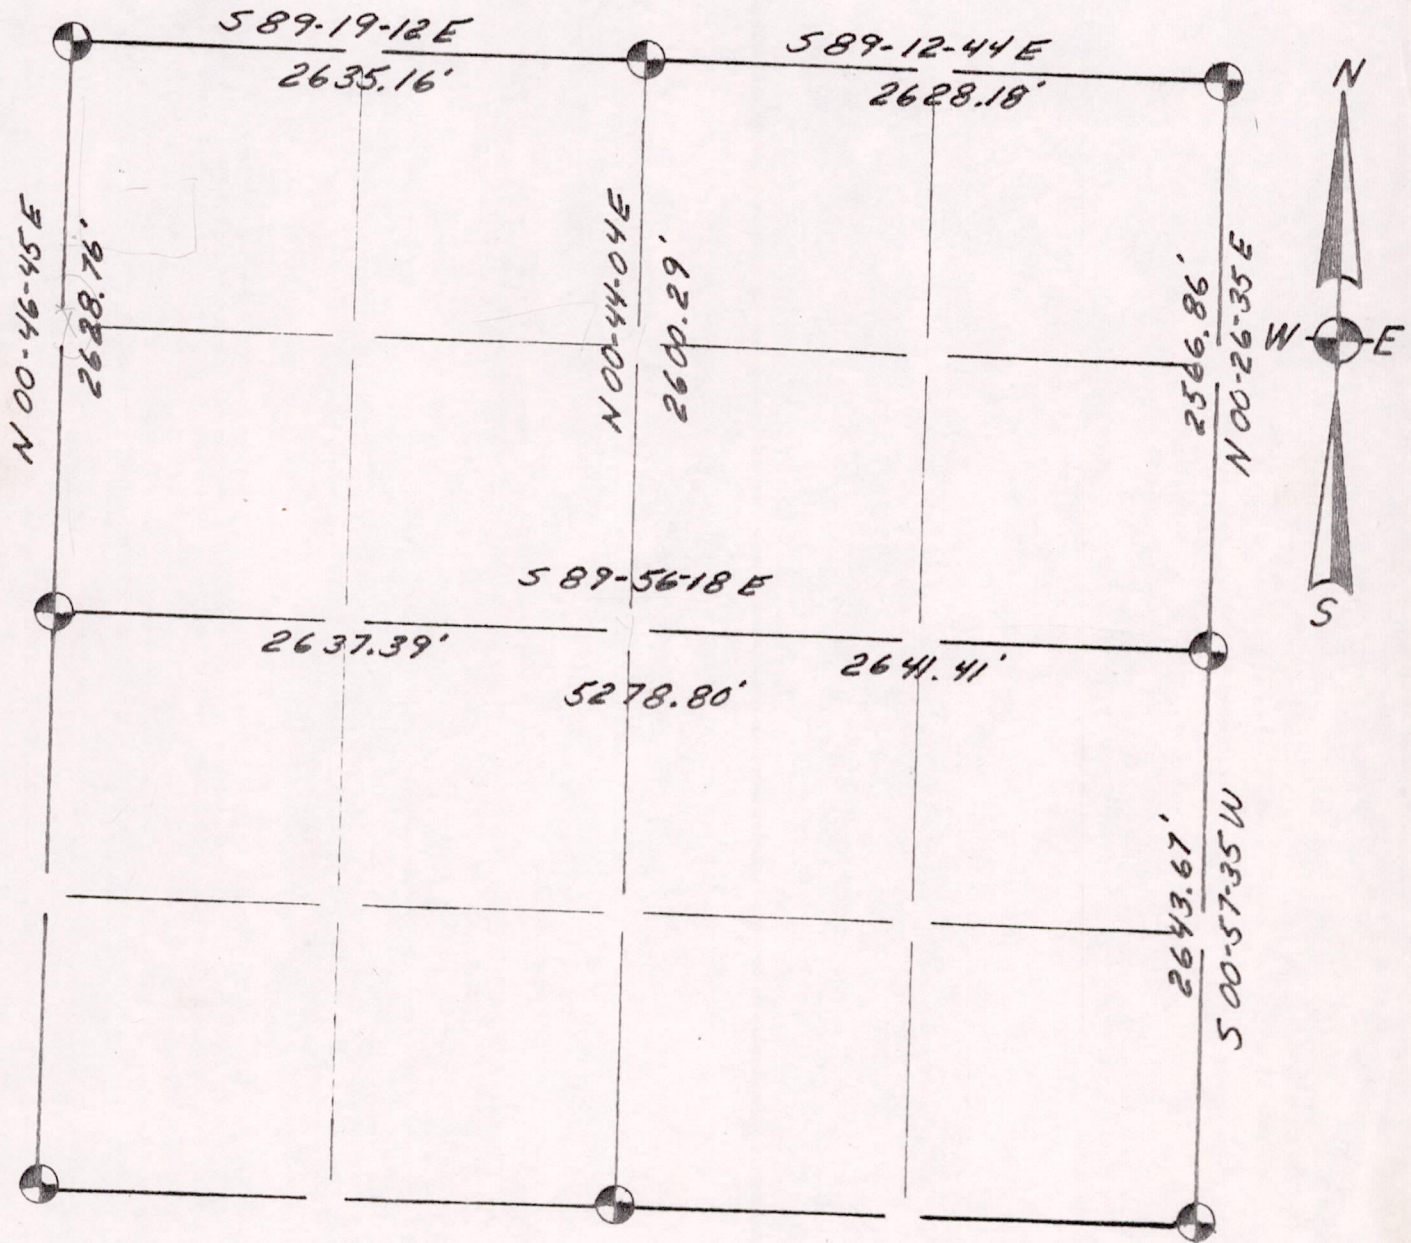 S 89-19-12 E
2635.16'
S 89-12-44 E
2628.18'
N
W
E
S
N 00-46-45 E
2628.76'
N 00-44-04 E
2600.29'
2566.86'
N 00-26-35 E
S 89-56-18 E
2637.39'
2641.41'
5278.80'
2643.67'
S 00-57-35 W